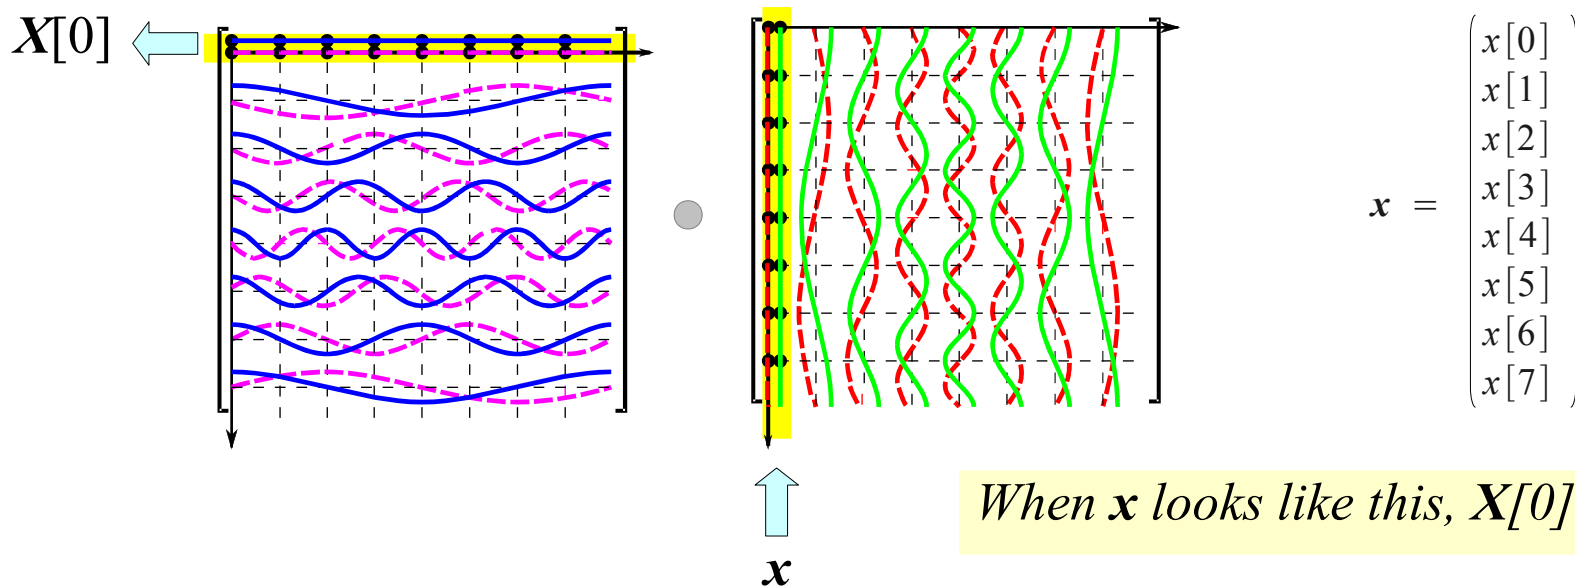 X[0]
x =
x[0]
x[1]
x[2]
x[3]
x[4]
x[5]
x[6]
x[7]
When x looks like this, X[0]
x